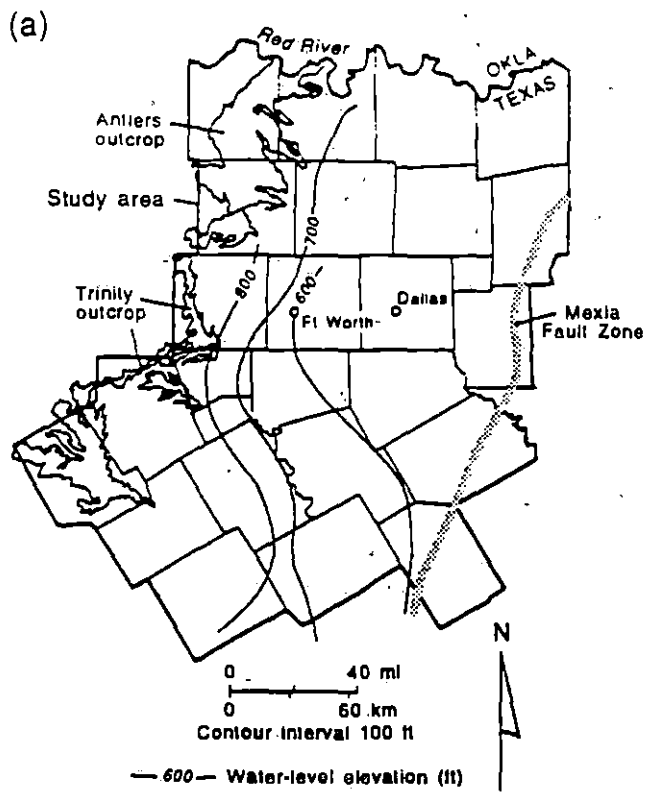 (a)
Red River
OKLA
TEXAS
Antlers
outcrop
Study area
700
800
600
Trinity
outcrop
Ft Worth
Dallas
Mexia
Fault Zone
N
0 40 mi
0 60 km
Contour interval 100 ft
—600— Water-level elevation (ft)